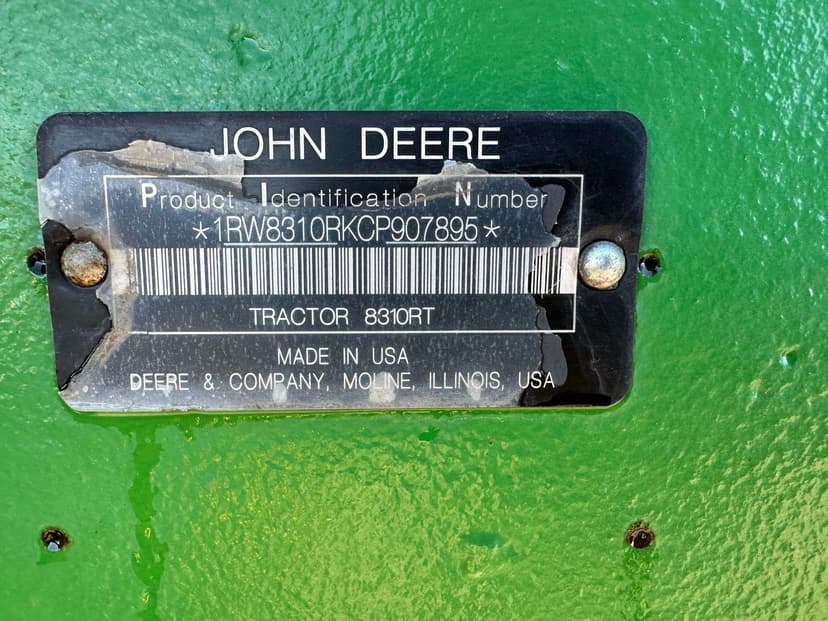 JOHN DEERE
Product Identification Number
*1RW8310RKCP907895*
TRACTOR 8310RT
MADE IN USA
DEERE & COMPANY, MOLINE, ILLINOIS, USA